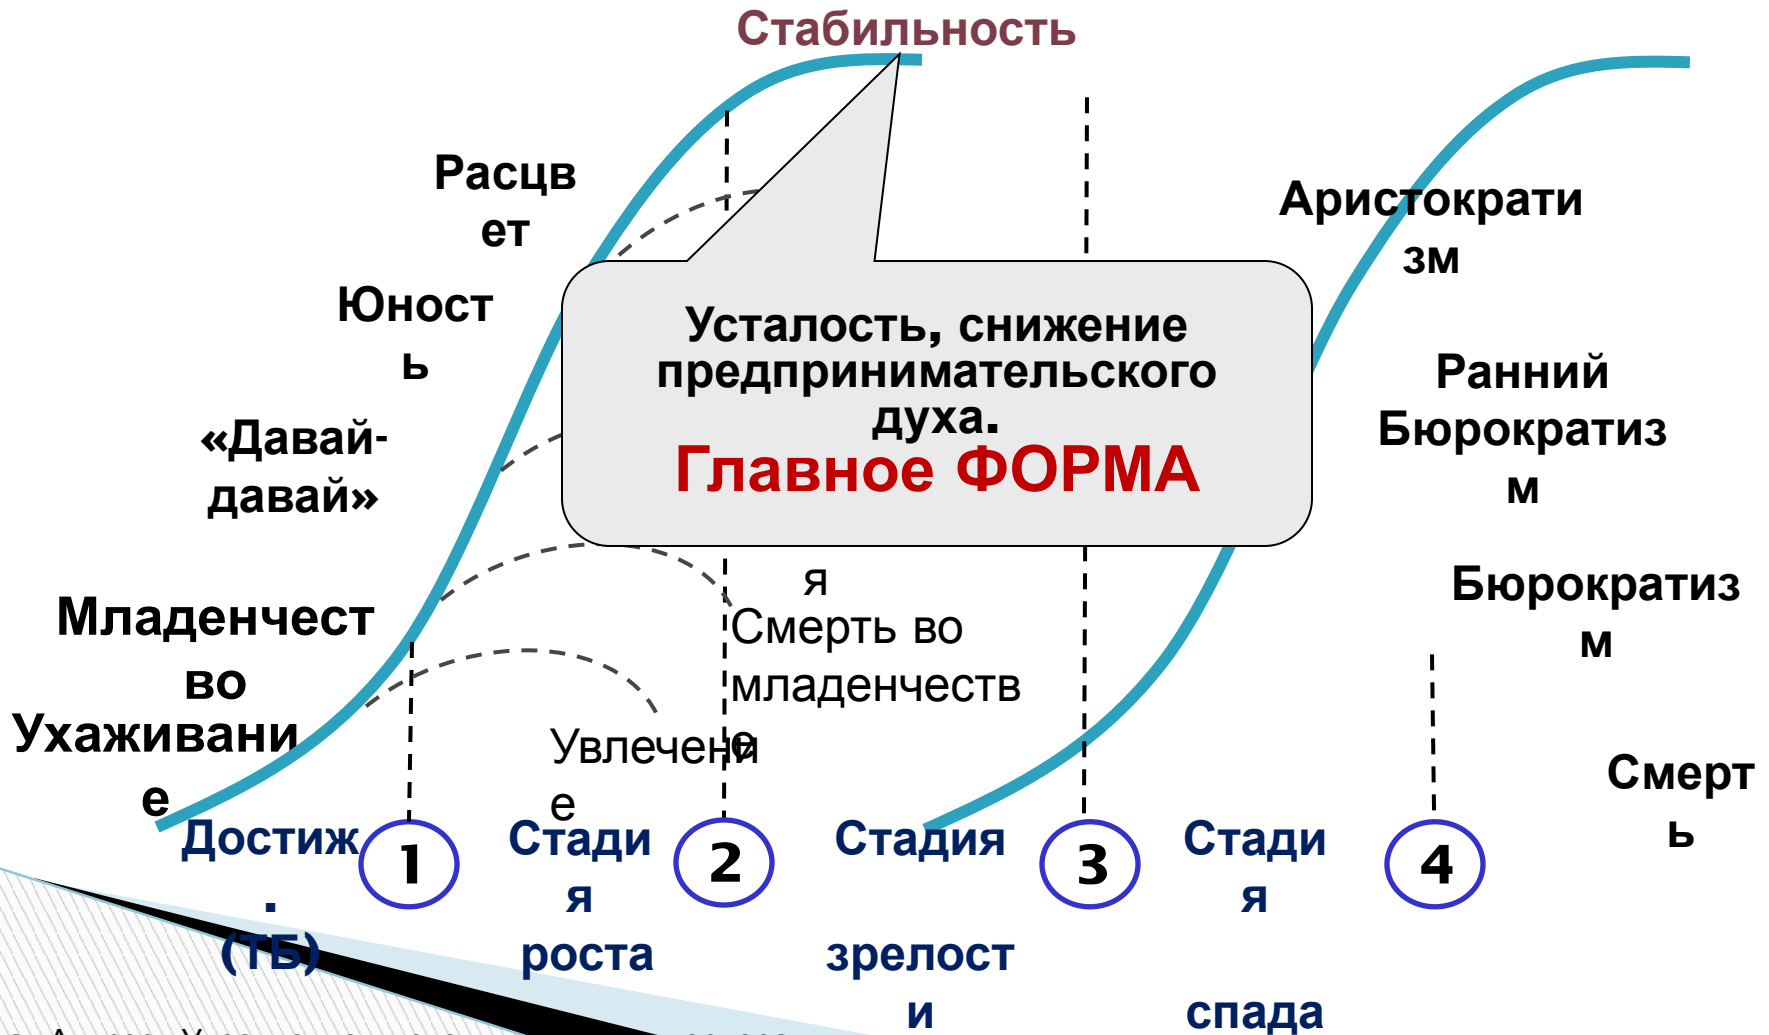 Стабильность
Расцв
ет
Юност
ь
«Давай-
давай»
Младенчест
во
Ухаживани
е
Усталость, снижение
предпринимательского
духа.
Главное ФОРМА
Аристократи
зм
Ранний
Бюрократиз
м
Бюрократиз
м
Смерт
ь
я
Смерть во
младенчеств
е
Увлечени
е
Достиж
.
(ТБ)
1
Стади
я
роста
2
Стадия
зрелост
и
3
Стади
я
спада
4